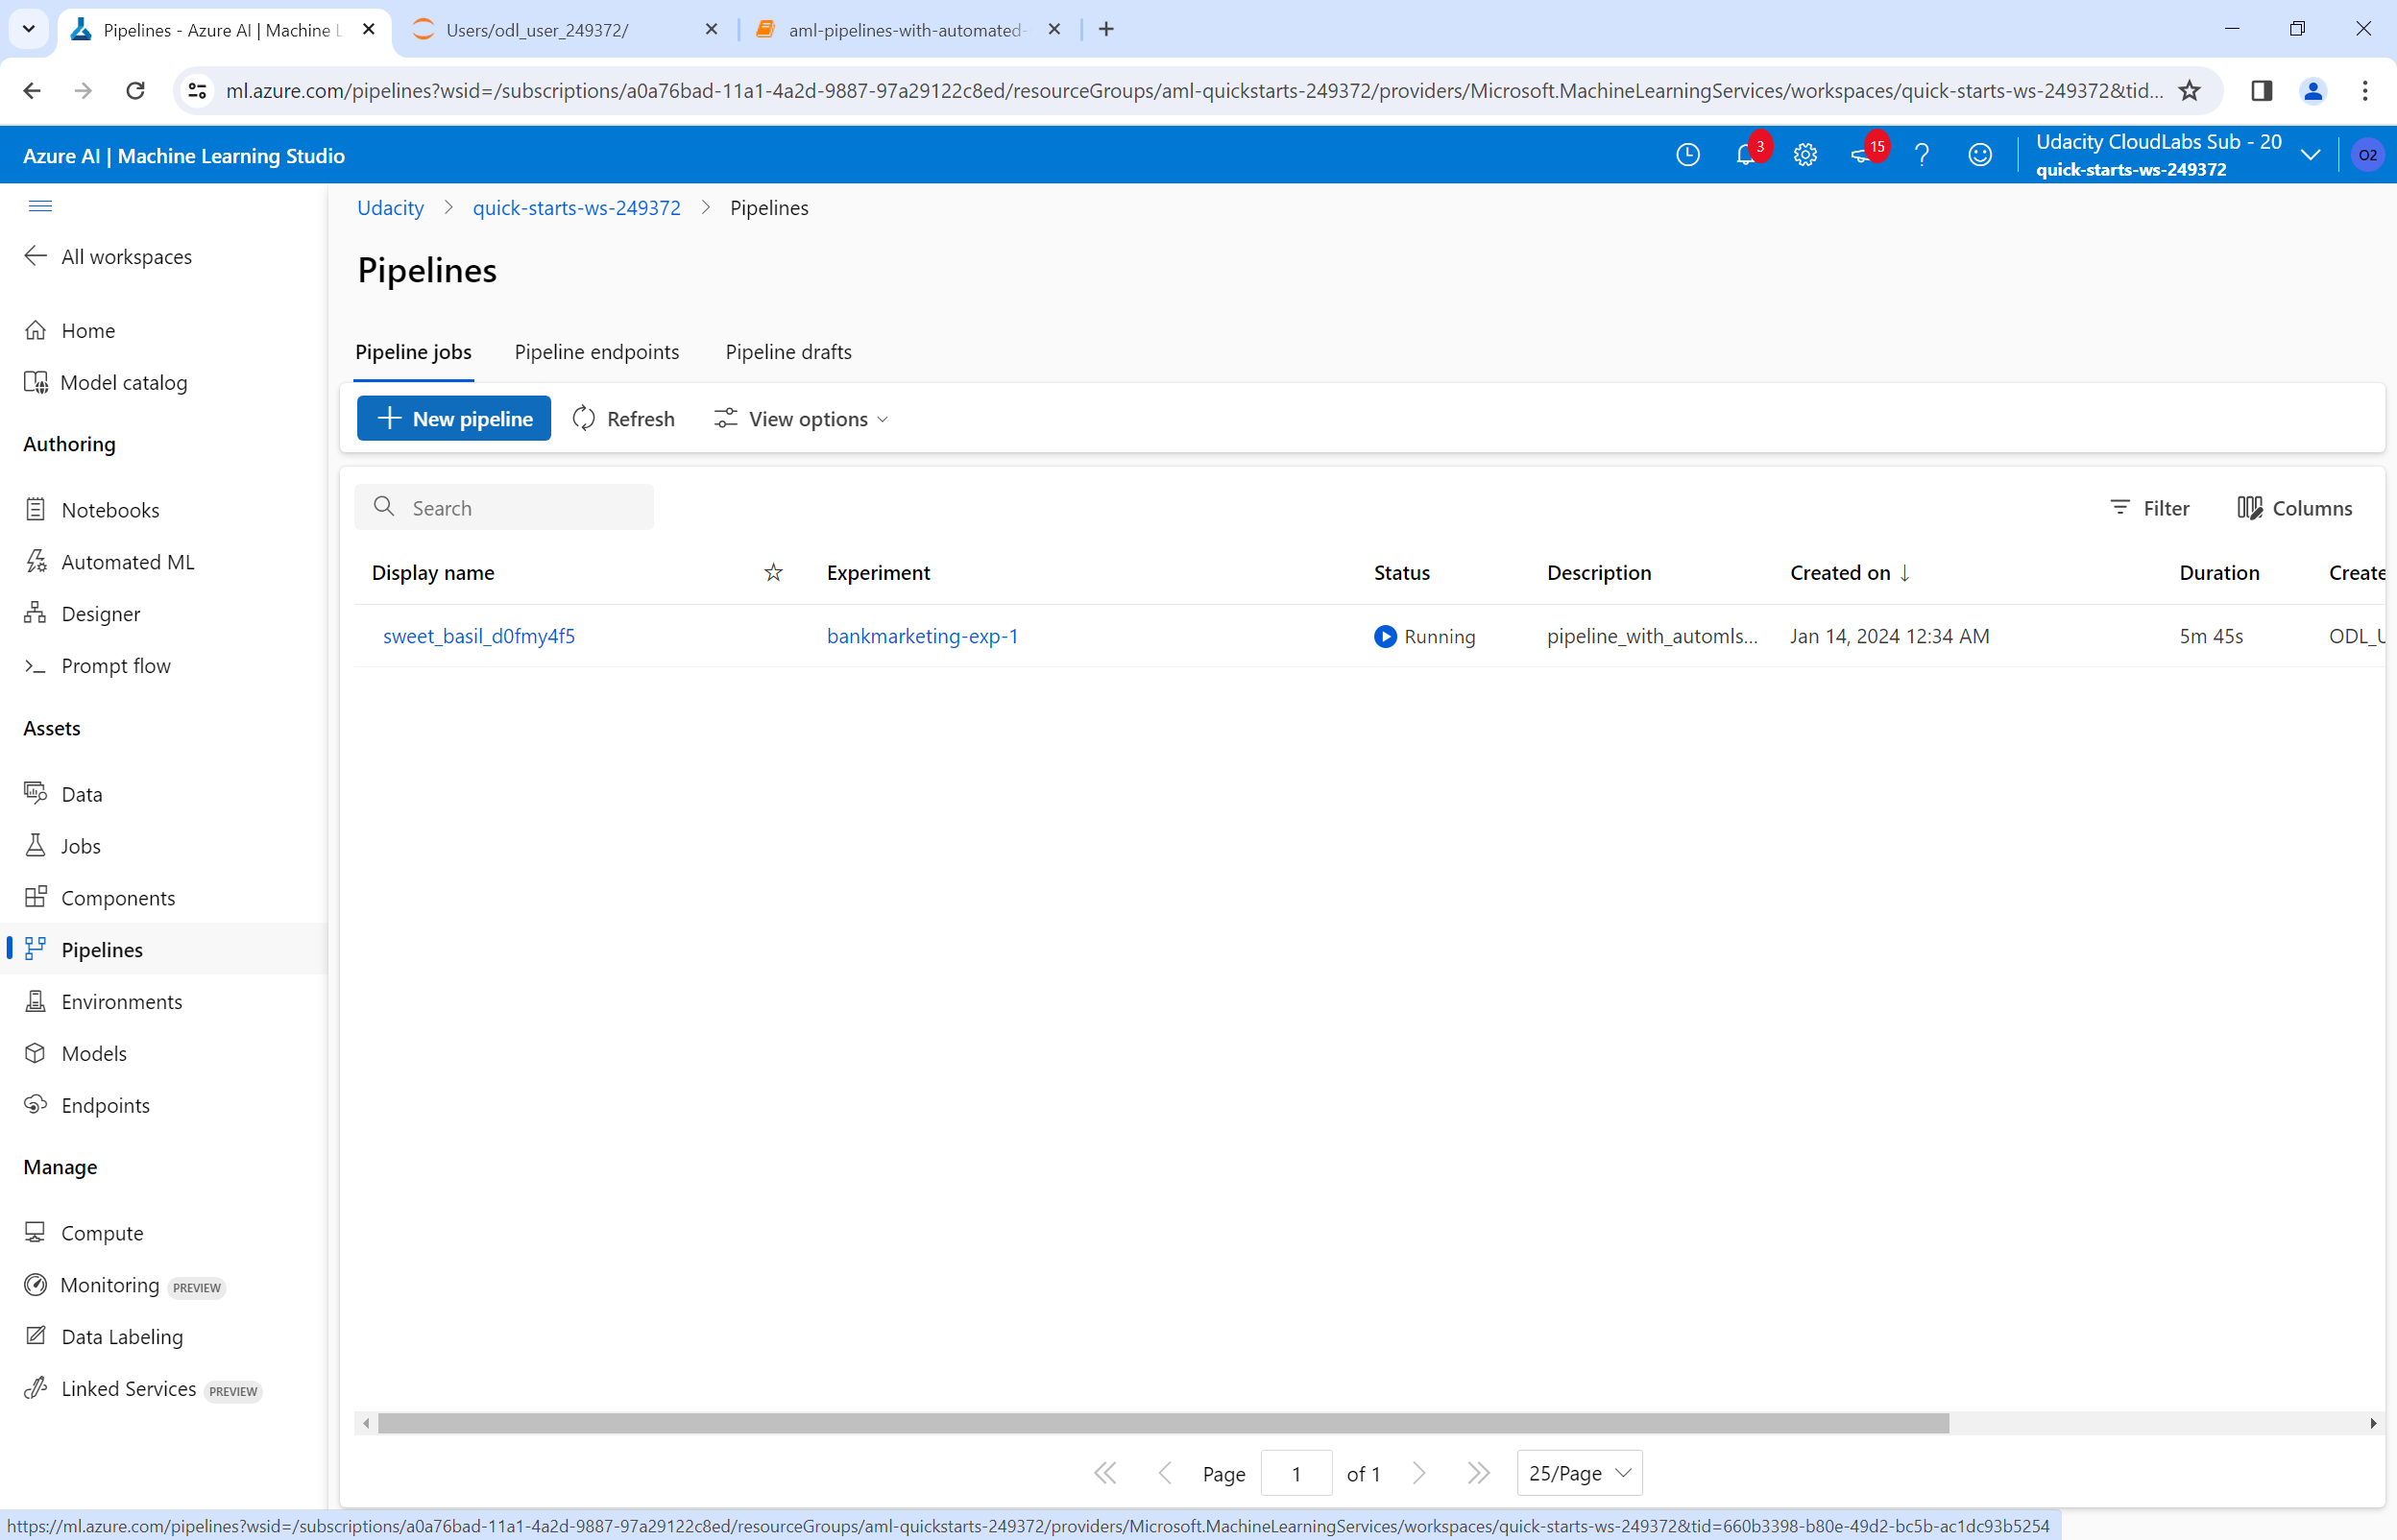 Pipelines - Azure AI | Machine L
Users/odl_user_249372/
aml-pipelines-with-automated-
ml.azure.com/pipelines?wsid=/subscriptions/a0a76bad-11a1-4a2d-9887-97a29122c8ed/resourceGroups/aml-quickstarts-249372/providers/Microsoft.MachineLearningServices/workspaces/quick-starts-ws-249372&tid...
Azure AI | Machine Learning Studio
3
15
Udacity CloudLabs Sub - 20
quick-starts-ws-249372
O2
Udacity > quick-starts-ws-249372 > Pipelines
All workspaces
Pipelines
Home
Model catalog
Pipeline jobs Pipeline endpoints Pipeline drafts
New pipeline Refresh View options
Authoring
Notebooks
Automated ML
Designer
Prompt flow
Search Filter Columns
Display name Experiment Status Description Created on ↓ Duration Create
sweet_basil_d0fmy4f5 bankmarketing-exp-1 Running pipeline_with_automls... Jan 14, 2024 12:34 AM 5m 45s ODL_U
Assets
Data
Jobs
Components
Pipelines
Environments
Models
Endpoints
Manage
Compute
Monitoring PREVIEW
Data Labeling
Linked Services PREVIEW
Page 1 of 1 25/Page
https://ml.azure.com/pipelines?wsid=/subscriptions/a0a76bad-11a1-4a2d-9887-97a29122c8ed/resourceGroups/aml-quickstarts-249372/providers/Microsoft.MachineLearningServices/workspaces/quick-starts-ws-249372&tid=660b3398-b80e-49d2-bc5b-ac1dc93b5254